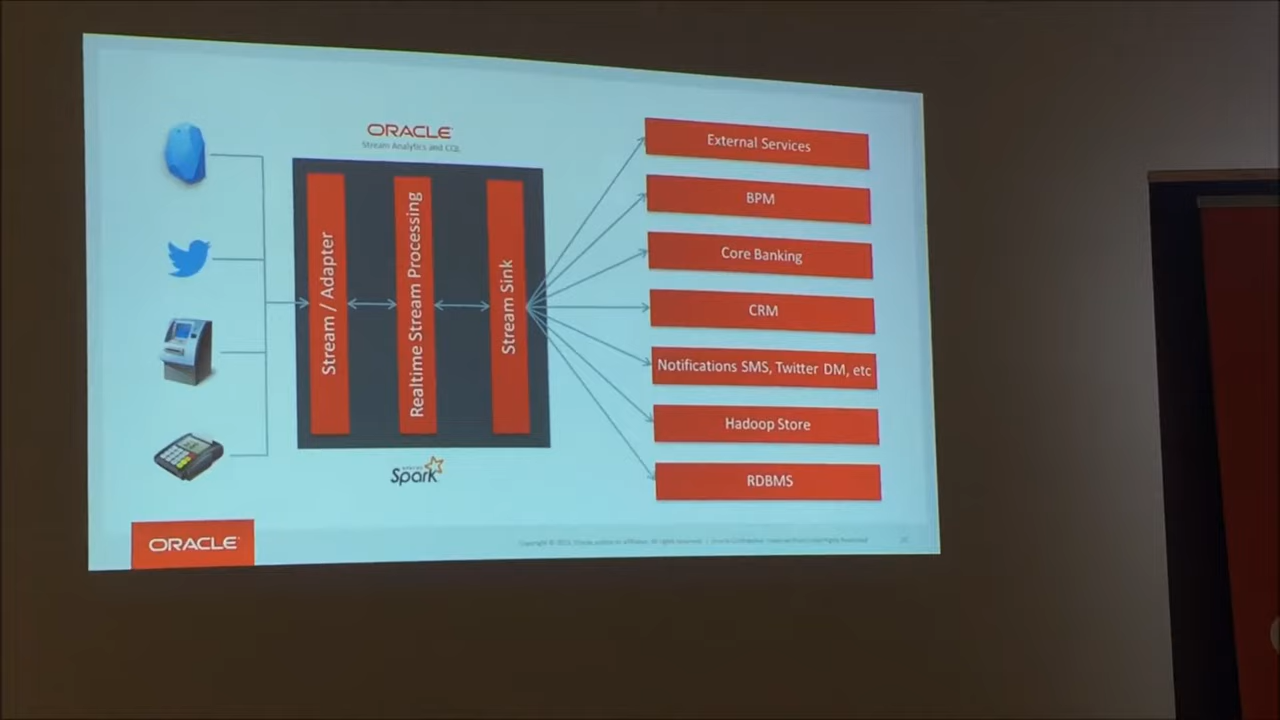 ORACLE
Stream Analytics and CQL
Stream / Adapter
Realtime Stream Processing
Stream Sink
External Services
BPM
Core Banking
CRM
Notifications SMS, Twitter DM, etc
Hadoop Store
RDBMS
Spark
ORACLE